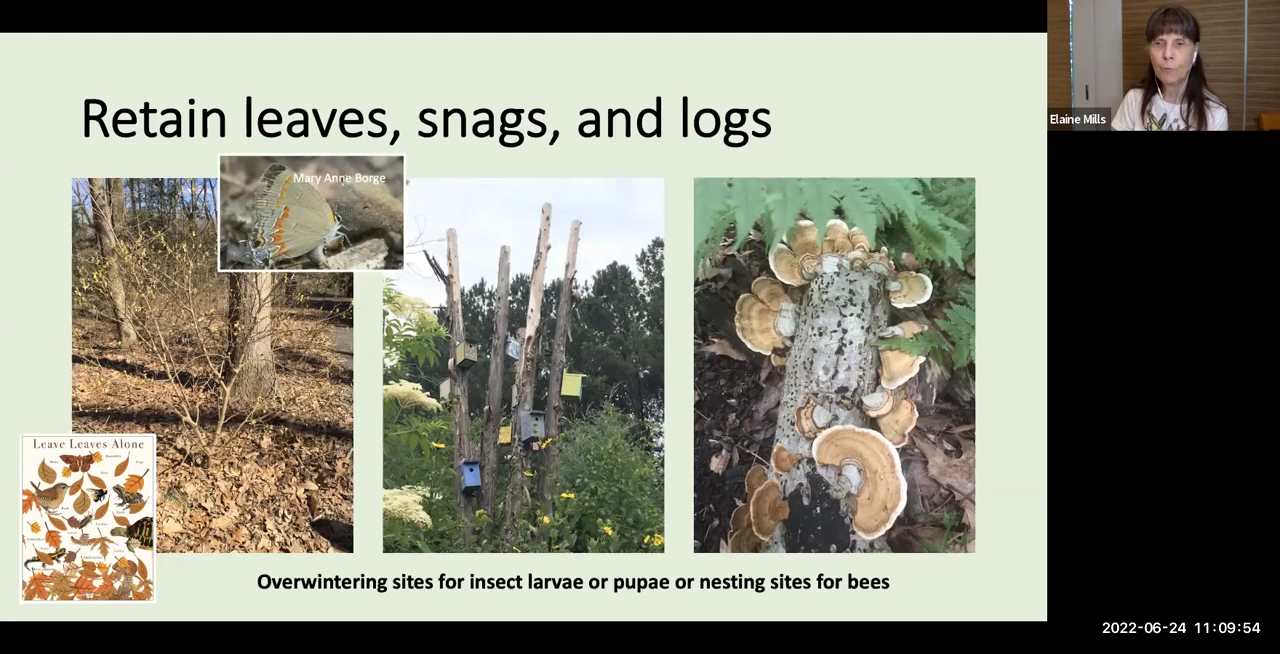 Retain leaves, snags, and logs
Mary Anne Borge
Leave Leaves Alone
Overwintering sites for insect larvae or pupae or nesting sites for bees
Elaine Mills
2022-06-24 11:09:54